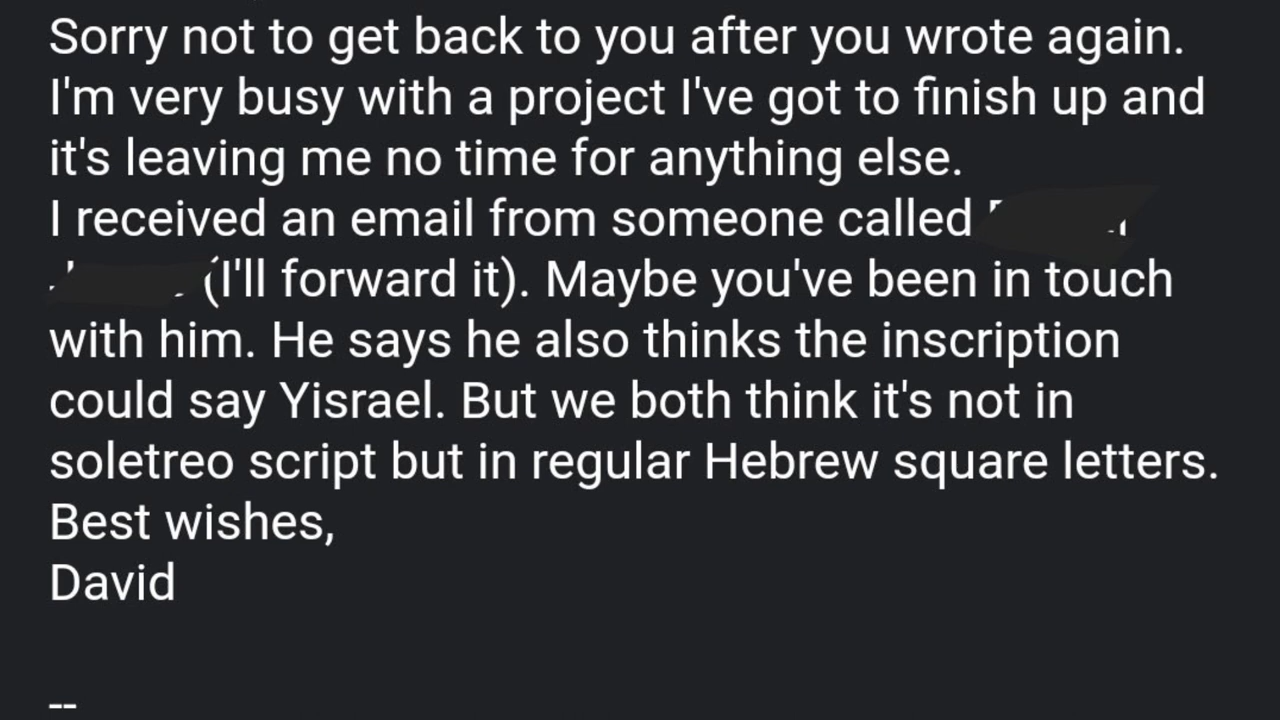 Sorry not to get back to you after you wrote again.
I'm very busy with a project I've got to finish up and
it's leaving me no time for anything else.
I received an email from someone called
(I'll forward it). Maybe you've been in touch
with him. He says he also thinks the inscription
could say Yisrael. But we both think it's not in
soletreo script but in regular Hebrew square letters.
Best wishes,
David
--